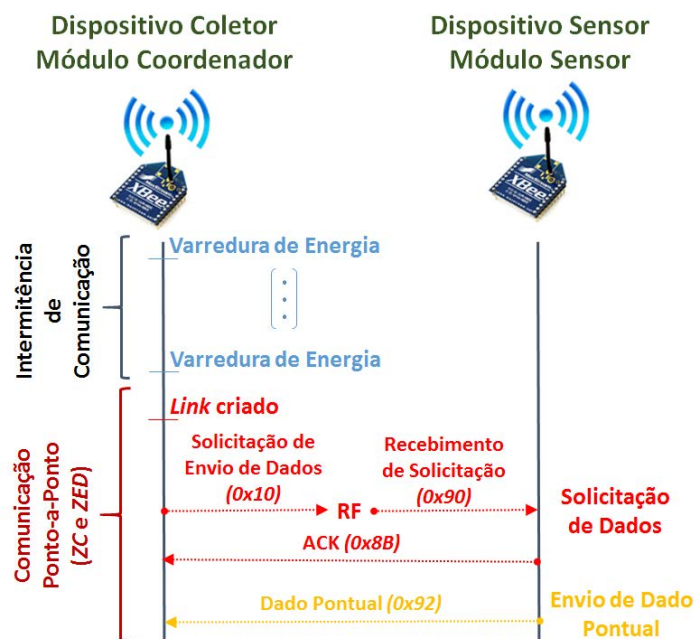 Dispositivo Coletor
Módulo Coordenador
Dispositivo Sensor
Módulo Sensor
XBee
XBee
Intermitência
de
Comunicação
Varredura de Energia
Varredura de Energia
Comunicação
Ponto-a-Ponto
(ZC e ZED)
Link criado
Solicitação de
Envio de Dados
(0x10)
RF
Recebimento
de Solicitação
(0x90)
Solicitação
de Dados
ACK (0x8B)
Dado Pontual (0x92)
Envio de Dado
Pontual